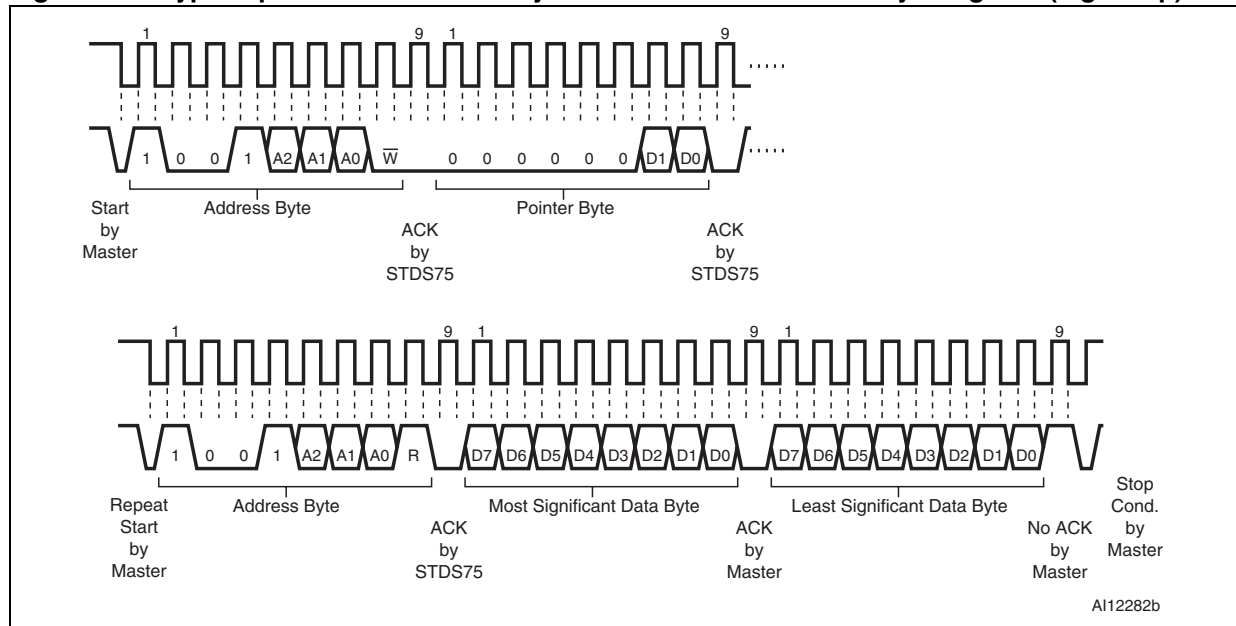 1 9 1 9
1 0 0 1 A2 A1 A0 W 0 0 0 0 0 0 D1 D0
Address Byte Pointer Byte
Start
by
Master
ACK
by
STDS75
ACK
by
STDS75
1 9 1 9 1 9
1 0 0 1 A2 A1 A0 R D7 D6 D5 D4 D3 D2 D1 D0 D7 D6 D5 D4 D3 D2 D1 D0
Address Byte Most Significant Data Byte Least Significant Data Byte
Repeat
Start
by
Master
ACK
by
STDS75
ACK
by
Master
No ACK
by
Master
Stop
Cond.
by
Master
AI12282b